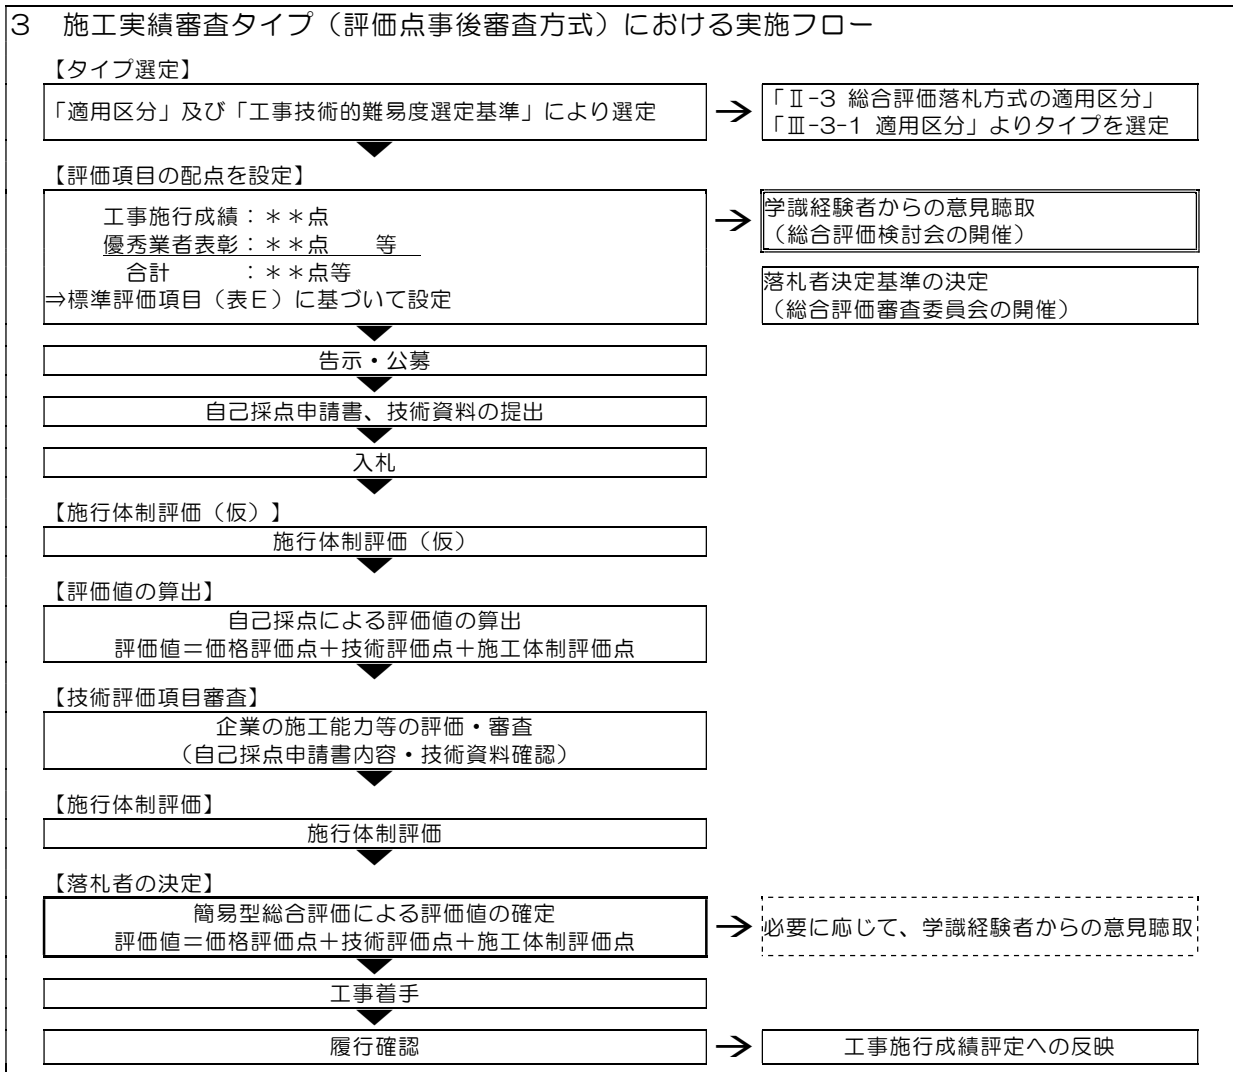 3　施工実績審査タイプ（評価点事後審査方式）における実施フロー
【タイプ選定】
「適用区分」及び「工事技術的難易度選定基準」により選定
→
「Ⅱ-3 総合評価落札方式の適用区分」
「Ⅲ-3-1 適用区分」よりタイプを選定
【評価項目の配点を設定】
工事施行成績：＊＊点
優秀業者表彰：＊＊点　　等
合計　　　　：＊＊点等
⇒標準評価項目（表Ｅ）に基づいて設定
→
学識経験者からの意見聴取
（総合評価検討会の開催）
落札者決定基準の決定
（総合評価審査委員会の開催）
告示・公募
自己採点申請書、技術資料の提出
入札
【施行体制評価（仮）】
施行体制評価（仮）
【評価値の算出】
自己採点による評価値の算出
評価値＝価格評価点＋技術評価点＋施工体制評価点
【技術評価項目審査】
企業の施工能力等の評価・審査
（自己採点申請書内容・技術資料確認）
【施行体制評価】
施行体制評価
【落札者の決定】
簡易型総合評価による評価値の確定
評価値＝価格評価点＋技術評価点＋施工体制評価点
→
必要に応じて、学識経験者からの意見聴取
工事着手
履行確認
→
工事施行成績評定への反映